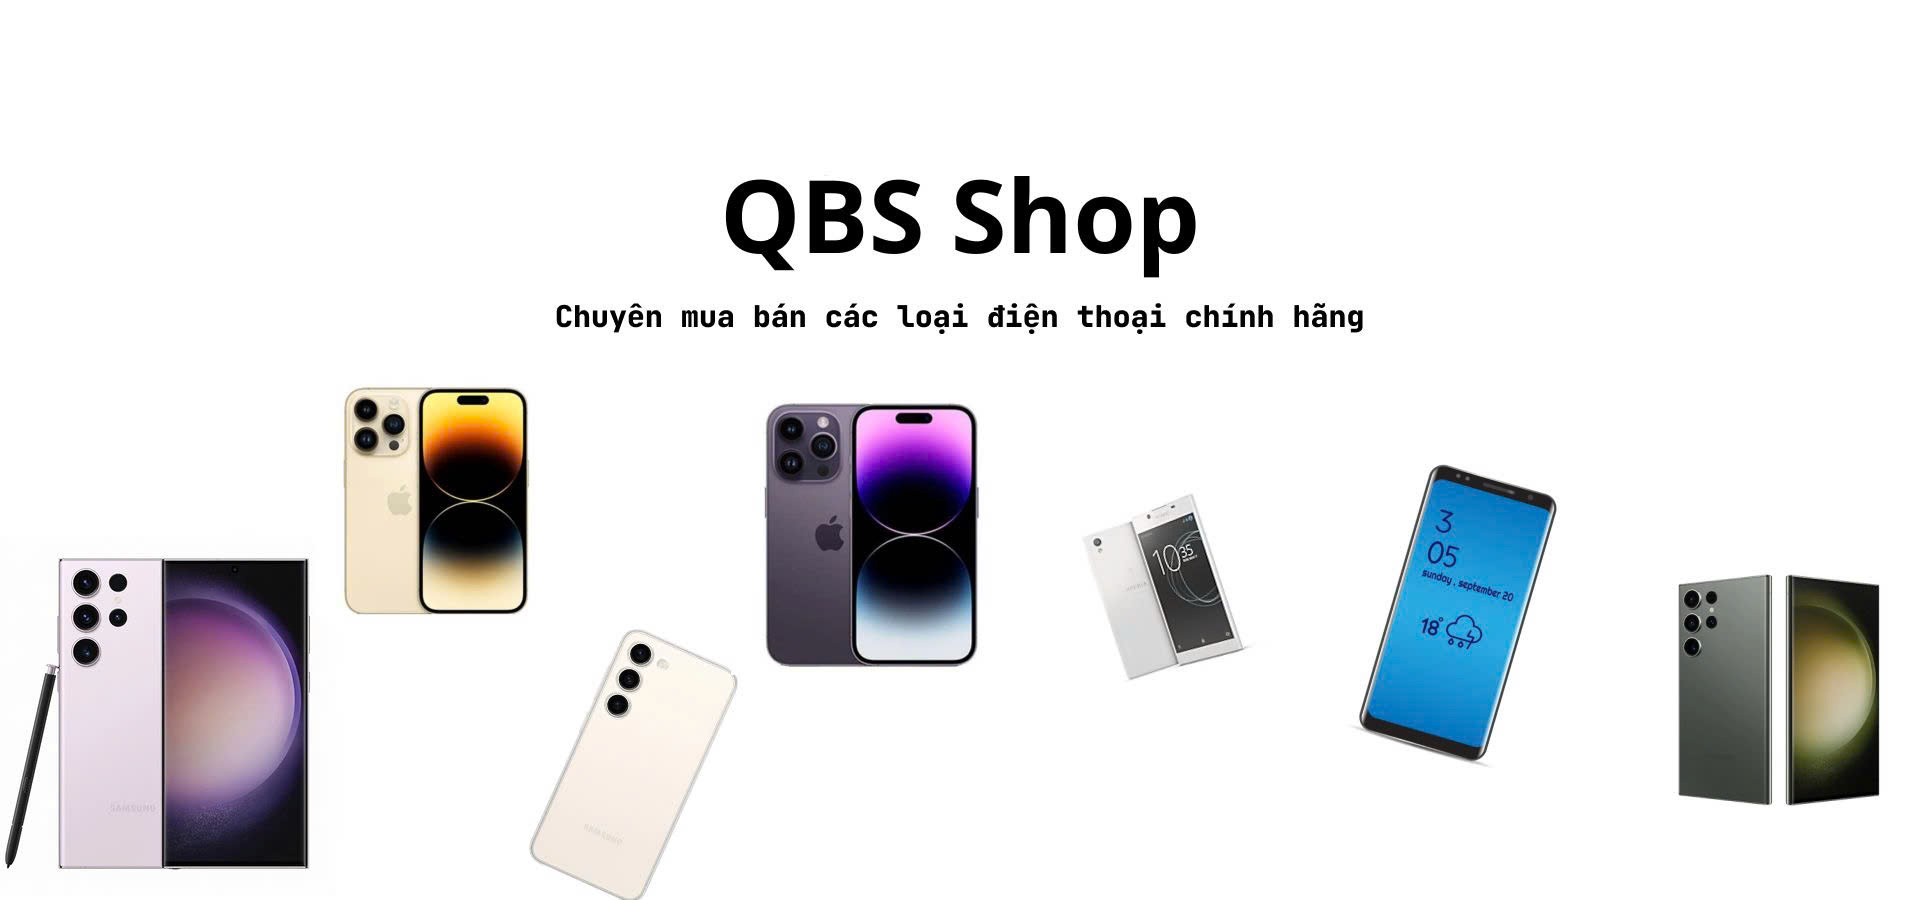 QBS Shop
Chuyên mua bán các loại điện thoại chính hãng
10 35
3
05
sunday . september 20
18°
XPERIA
SAMSUNG
SAMSUNG